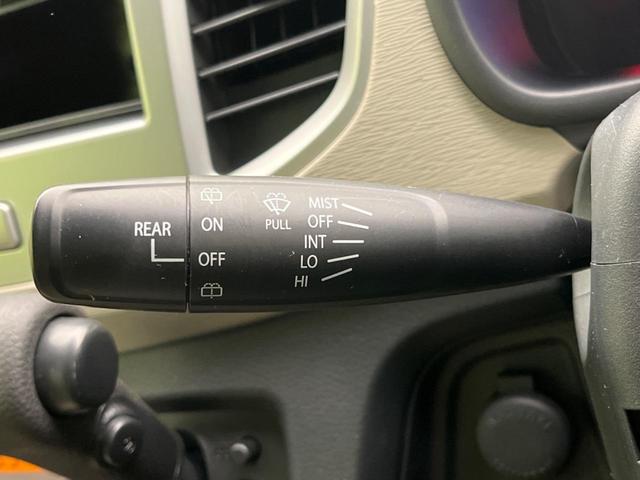 REAR
ON
OFF
PULL
MIST
OFF
INT
LO
HI